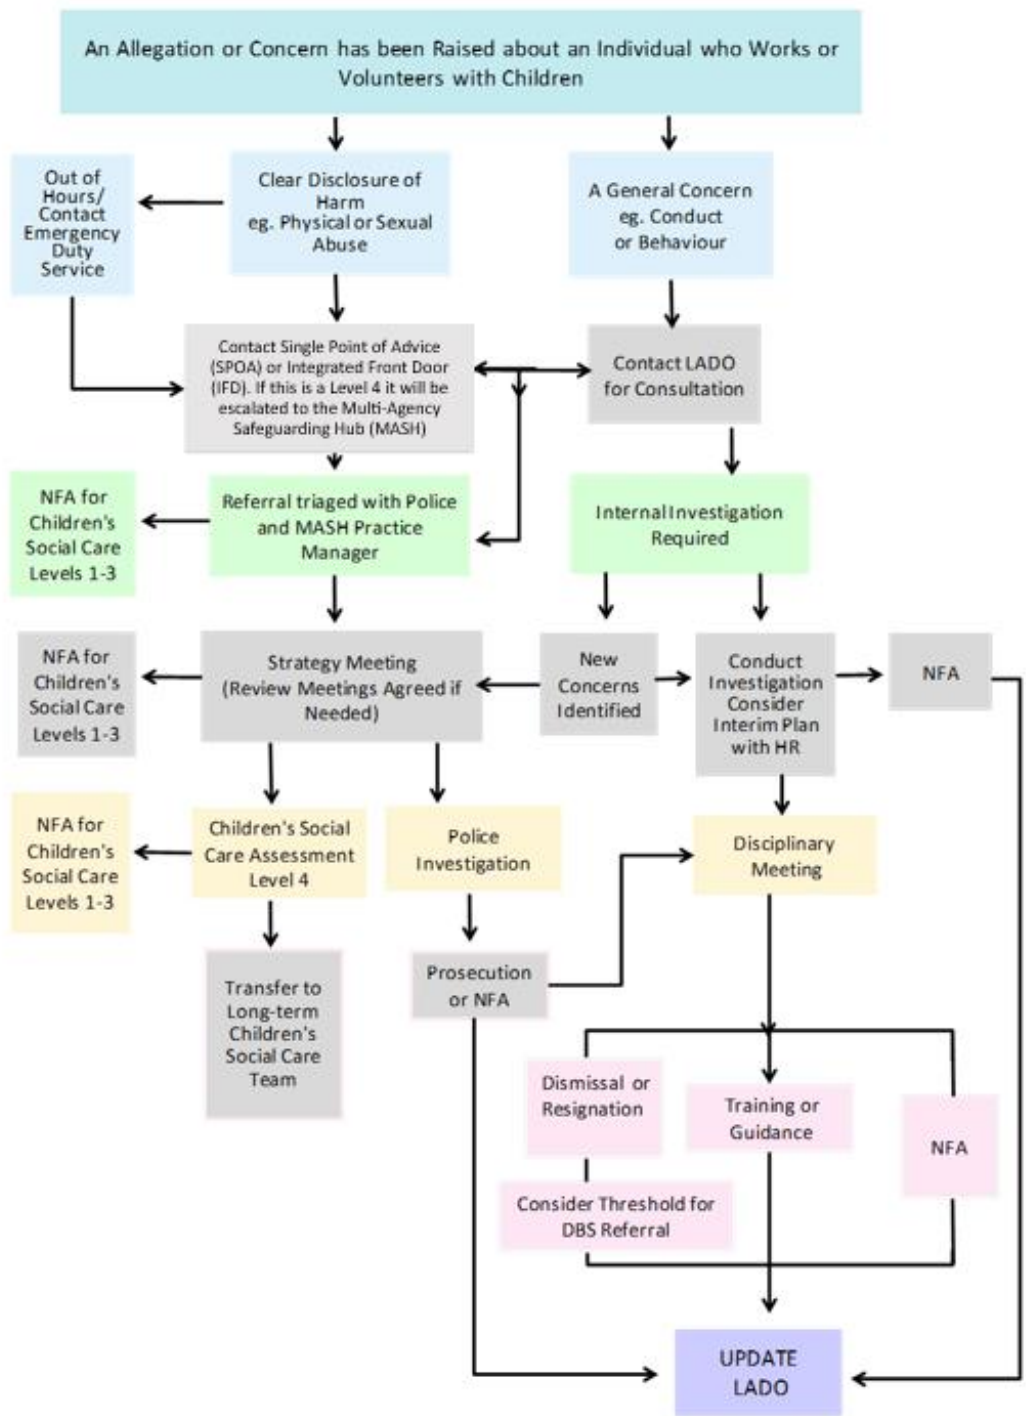 An Allegation or Concern has been Raised about an Individual who Works or
Volunteers with Children
Out of
Hours/
Contact
Emergency
Duty
Service
Clear Disclosure of
Harm
eg. Physical or Sexual
Abuse
A General Concern
eg. Conduct
or Behaviour
Contact Single Point of Advice
(SPOA) or Integrated Front Door
(IFD). If this is a Level 4 it will be
escalated to the Multi-Agency
Safeguarding Hub (MASH)
Contact LADO
for Consultation
NFA for
Children's
Social Care
Levels 1-3
Referral triaged with Police
and MASH Practice
Manager
Internal Investigation
Required
NFA for
Children's
Social Care
Levels 1-3
Strategy Meeting
(Review Meetings Agreed if
Needed)
New
Concerns
Identified
Conduct
Investigation
Consider
Interim Plan
with HR
NFA
NFA for
Children's
Social Care
Levels 1-3
Children's Social
Care Assessment
Level 4
Police
Investigation
Disciplinary
Meeting
Transfer to
Long-term
Children's
Social Care
Team
Prosecution
or NFA
Dismissal or
Resignation
Training or
Guidance
NFA
Consider Threshold for
DBS Referral
UPDATE
LADO